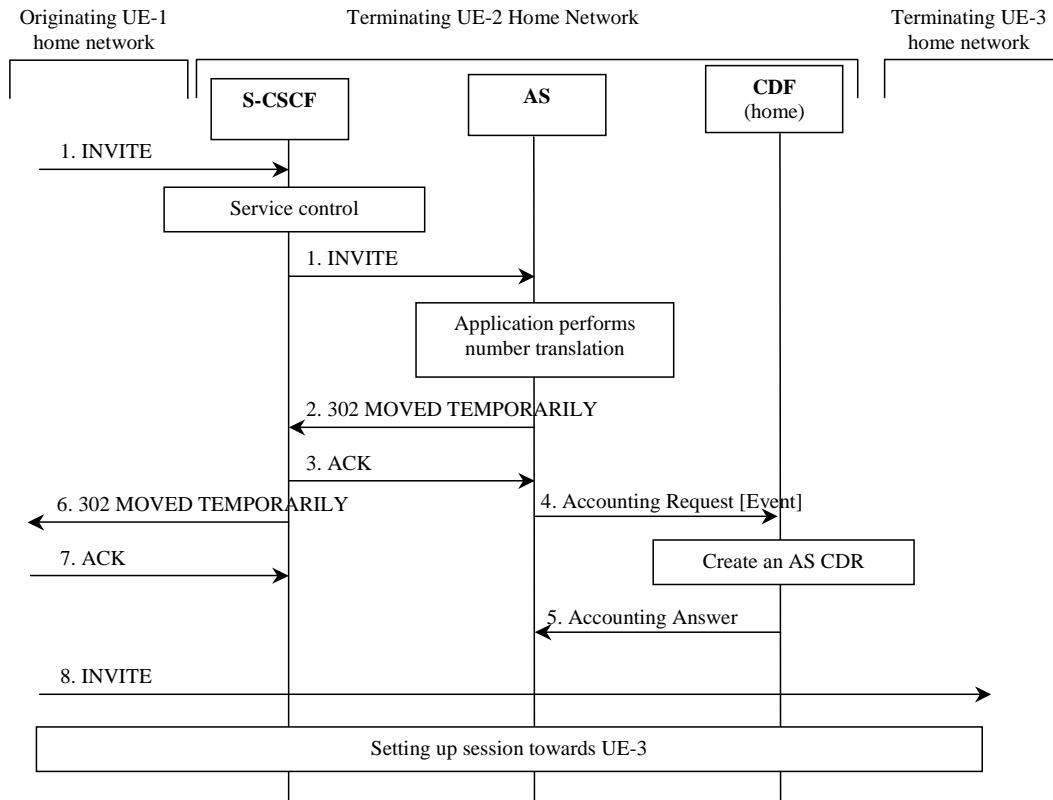 Originating UE-1
home network
Terminating UE-2 Home Network
Terminating UE-3
home network
S-CSCF
AS
CDF
(home)
1. INVITE
Service control
1. INVITE
Application performs
number translation
2. 302 MOVED TEMPORARILY
3. ACK
6. 302 MOVED TEMPORARILY
4. Accounting Request [Event]
7. ACK
Create an AS CDR
5. Accounting Answer
8. INVITE
Setting up session towards UE-3